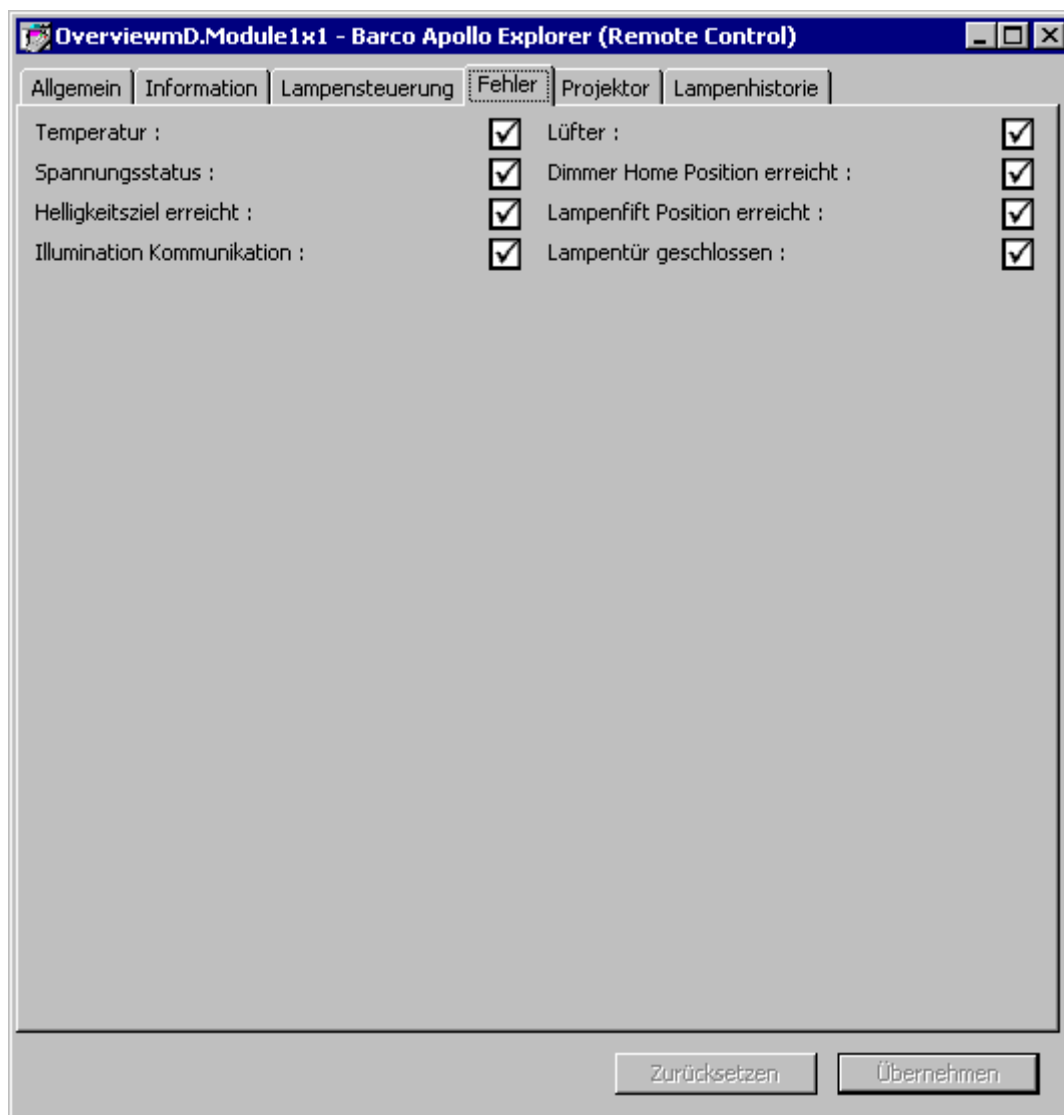 OverviewmD.Module1x1 - Barco Apollo Explorer (Remote Control)
Allgemein Information Lampensteuerung Fehler Projektor Lampenhistorie
Temperatur : Lüfter :
Spannungsstatus : Dimmer Home Position erreicht :
Helligkeitsziel erreicht : Lampenfift Position erreicht :
Illumination Kommunikation : Lampentür geschlossen :
Zurücksetzen Übernehmen